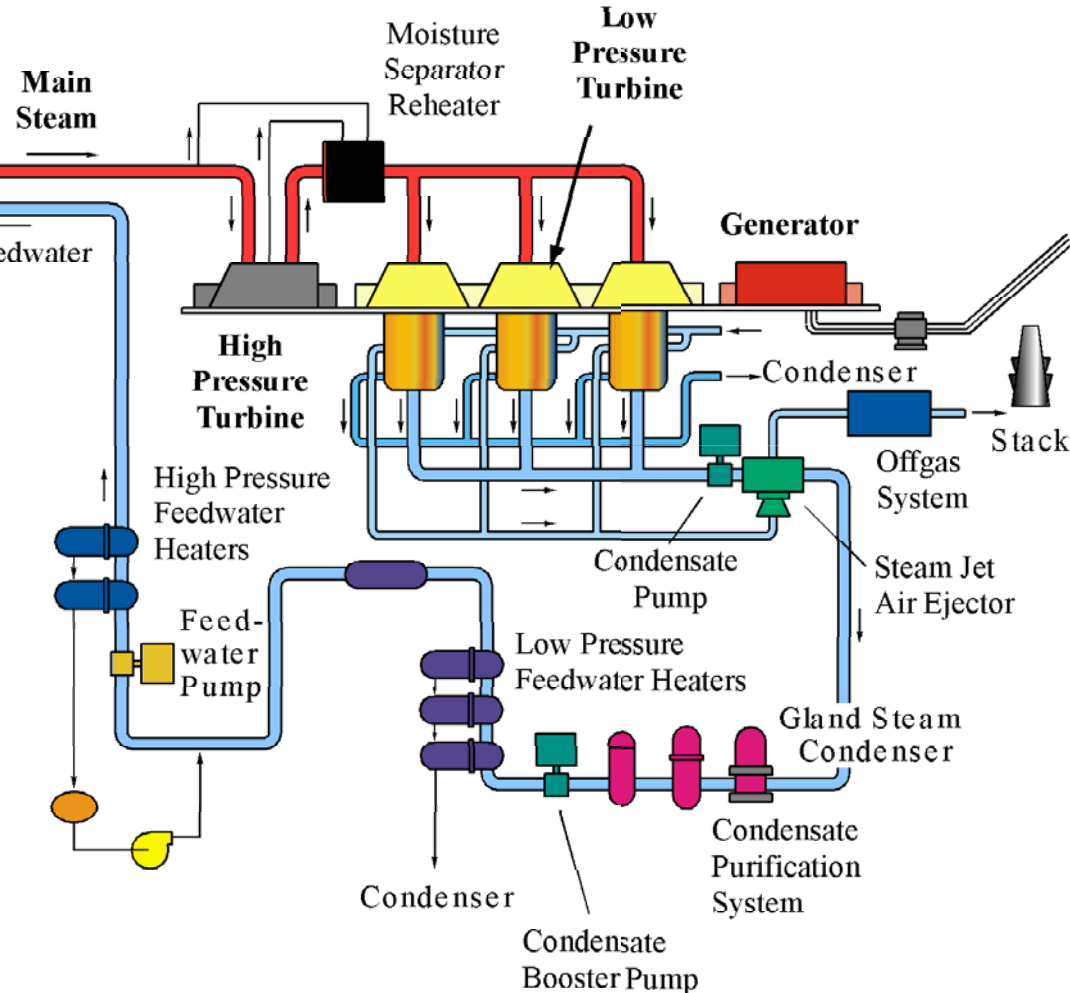 Low
Pressure
Turbine
Moisture
Separator
Reheater
Main
Steam
Generator
edwater
High
Pressure
Turbine
Condenser
Stack
Offgas
System
High Pressure
Feedwater
Heaters
Condensate
Pump
Steam Jet
Air Ejector
Feed-
water
Pump
Low Pressure
Feedwater Heaters
Gland Steam
Condenser
Condensate
Purification
System
Condenser
Condensate
Booster Pump